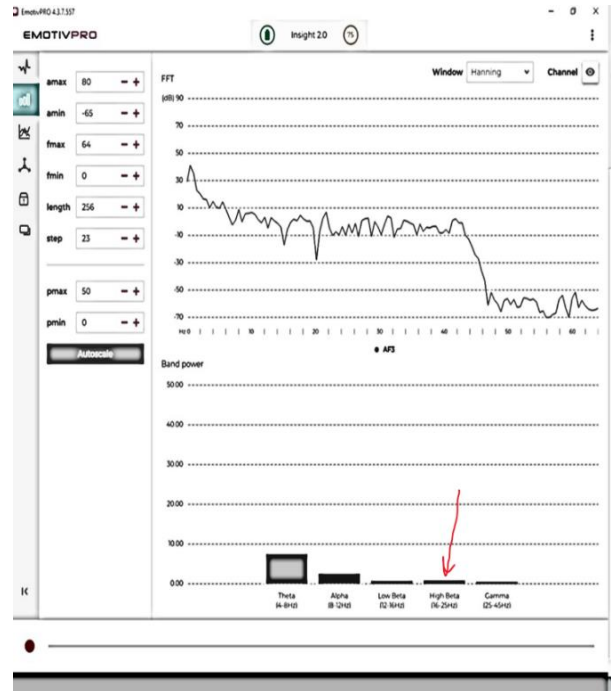 EmotivPRO 4.3.7.557
EMOTIVPRO
Insight 2.0
75
amax 80 - +
amin -65 - +
fmax 64 - +
fmin 0 - +
length 256 - +
step 23 - +
pmax 50 - +
pmin 0 - +
Autoscale
FFT
Window Hanning
Channel
(dB) 90
70
50
30
10
-10
-30
-50
-70
Hz 0 10 20 30 40 50 60
AF3
Band power
50.00
40.00
30.00
20.00
10.00
0.00
Theta Alpha Low Beta High Beta Gamma
(4-8Hz) (8-12Hz) (12-16Hz) (16-25Hz) (25-45Hz)